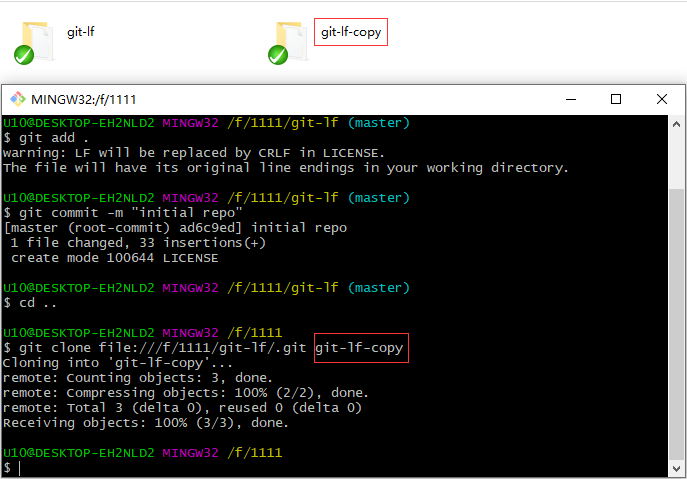 git-lf
git-lf-copy
MINGW32:/f/1111
U10@DESKTOP-EH2NLD2 MINGW32 /f/1111/git-lf (master)
$ git add .
warning: LF will be replaced by CRLF in LICENSE.
The file will have its original line endings in your working directory.
U10@DESKTOP-EH2NLD2 MINGW32 /f/1111/git-lf (master)
$ git commit -m "initial repo"
[master (root-commit) ad6c9ed] initial repo
1 file changed, 33 insertions(+)
create mode 100644 LICENSE
U10@DESKTOP-EH2NLD2 MINGW32 /f/1111/git-lf (master)
$ cd ..
U10@DESKTOP-EH2NLD2 MINGW32 /f/1111
$ git clone file:///f/1111/git-lf/.git git-lf-copy
Cloning into 'git-lf-copy'...
remote: Counting objects: 3, done.
remote: Compressing objects: 100% (2/2), done.
remote: Total 3 (delta 0), reused 0 (delta 0)
Receiving objects: 100% (3/3), done.
U10@DESKTOP-EH2NLD2 MINGW32 /f/1111
$